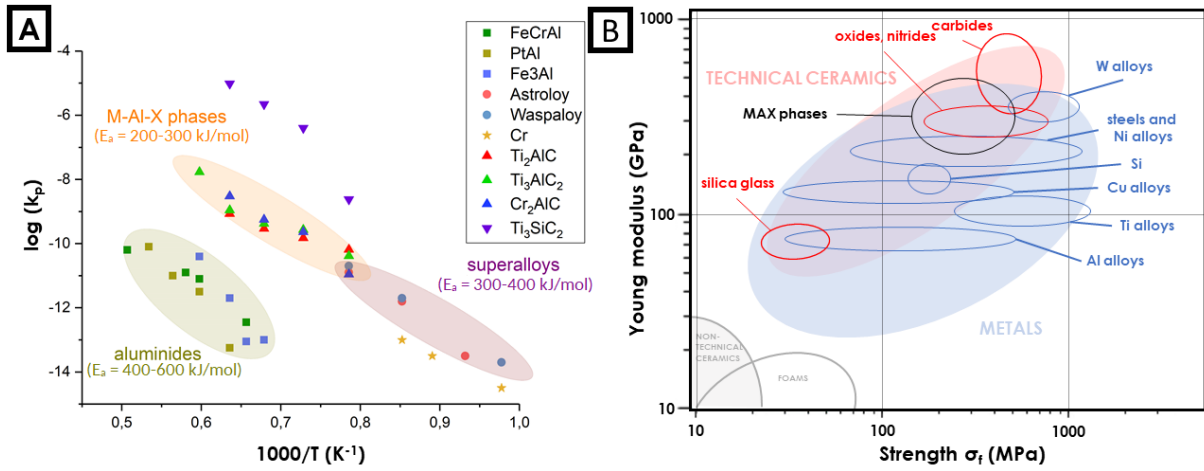 A
-4
-6
-8
-10
-12
-14
log (kₚ)
0,5
0,6
0,7
0,8
0,9
1,0
1000/T (K⁻¹)
M-Al-X phases
(Eₐ = 200-300 kJ/mol)
aluminides
(Eₐ = 400-600 kJ/mol)
superalloys
(Eₐ = 300-400 kJ/mol)
FeCrAl
PtAl
Fe3Al
Astroloy
Waspaloy
Cr
Ti₂AlC
Ti₃AlC₂
Cr₂AlC
Ti₃SiC₂
B
1000
100
10
Young modulus (GPa)
10
100
1000
Strength σf (MPa)
carbides
oxides, nitrides
TECHNICAL CERAMICS
MAX phases
silica glass
W alloys
steels and
Ni alloys
Si
Cu alloys
Ti alloys
Al alloys
METALS
NON-
TECHNICAL
CERAMICS
FOAMS